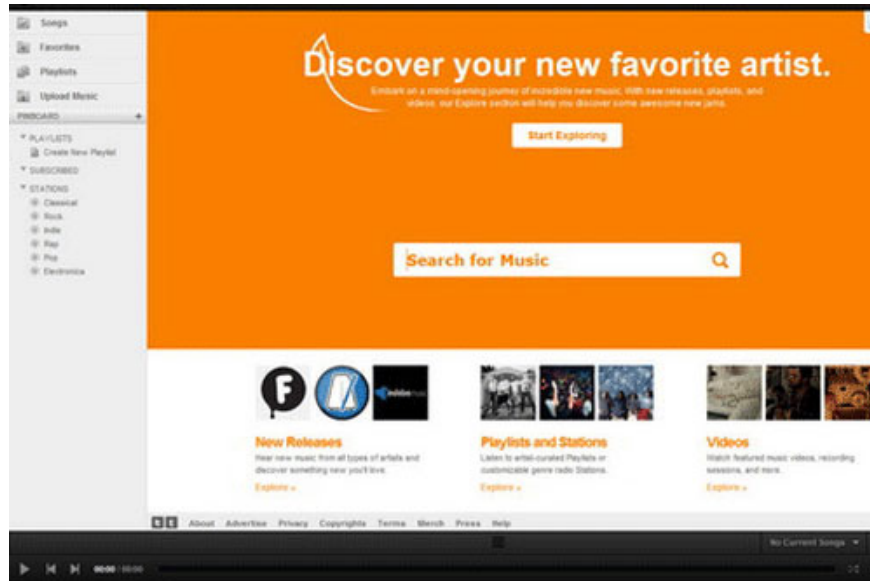 Songs
Favorites
Playlists
Upload Music
PINBOARD +
PLAYLISTS
Create New Playlist
SUBSCRIBED
STATIONS
Classical
Rock
Indie
Rap
Pop
Electronica
Discover your new favorite artist.
Embark on a mind-opening journey of incredible new music. With new releases, playlists, and
videos, our Explore section will help you discover some awesome new jams.
Start Exploring
Search for Music
F
New Releases
Hear new music from all types of artists and
discover something new you'll love.
Explore »
Playlists and Stations
Listen to artist-curated Playlists or
customizable genre radio Stations.
Explore »
Videos
Watch featured music videos, recording
sessions, and more.
Explore »
About Advertise Privacy Copyrights Terms Merch Press Help
No Current Songs
00:00 / 00:00